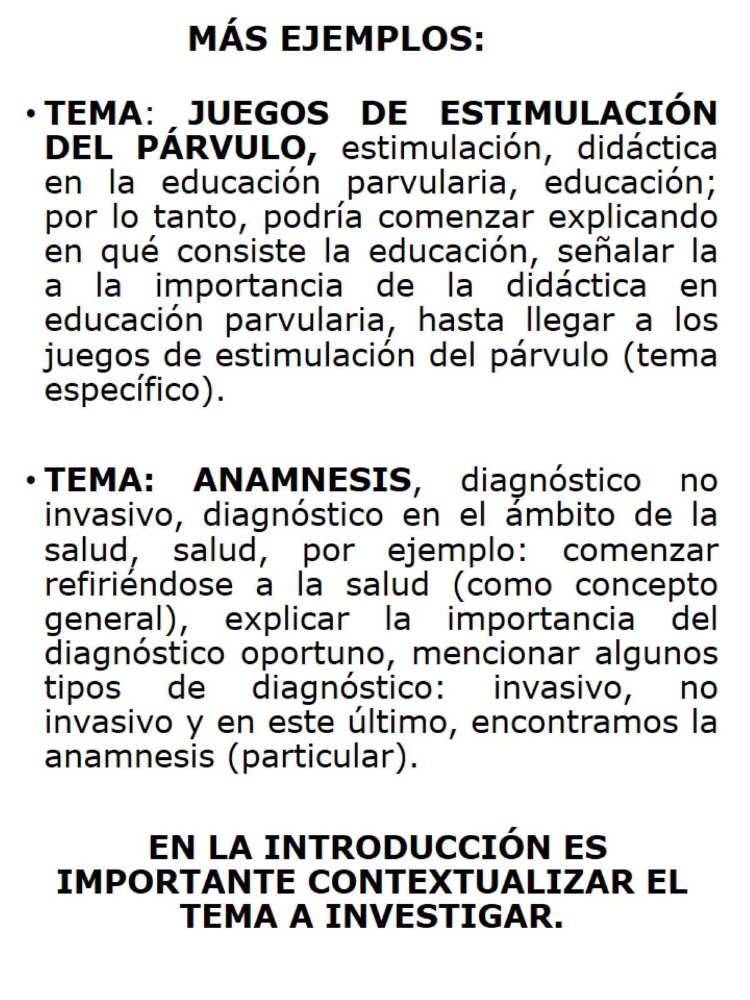 MÁS EJEMPLOS:
• TEMA: JUEGOS DE ESTIMULACIÓN
DEL PÁRVULO, estimulación, didáctica
en la educación parvularia, educación;
por lo tanto, podría comenzar explicando
en qué consiste la educación, señalar la
a la importancia de la didáctica en
educación parvularia, hasta llegar a los
juegos de estimulación del párvulo (tema
específico).
• TEMA: ANAMNESIS, diagnóstico no
invasivo, diagnóstico en el ámbito de la
salud, salud, por ejemplo: comenzar
refiriéndose a la salud (como concepto
general), explicar la importancia del
diagnóstico oportuno, mencionar algunos
tipos de diagnóstico: invasivo, no
invasivo y en este último, encontramos la
anamnesis (particular).
EN LA INTRODUCCIÓN ES
IMPORTANTE CONTEXTUALIZAR EL
TEMA A INVESTIGAR.